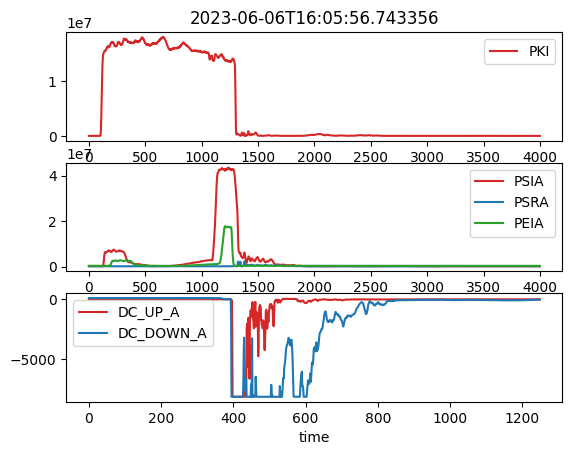 2023-06-06T16:05:56.743356
1e7
1
0
PKI
0 500 1000 1500 2000 2500 3000 3500 4000
1e7
4
2
0
PSIA
PSRA
PEIA
0 500 1000 1500 2000 2500 3000 3500 4000
0
−5000
DC_UP_A
DC_DOWN_A
0 200 400 600 800 1000 1200
time